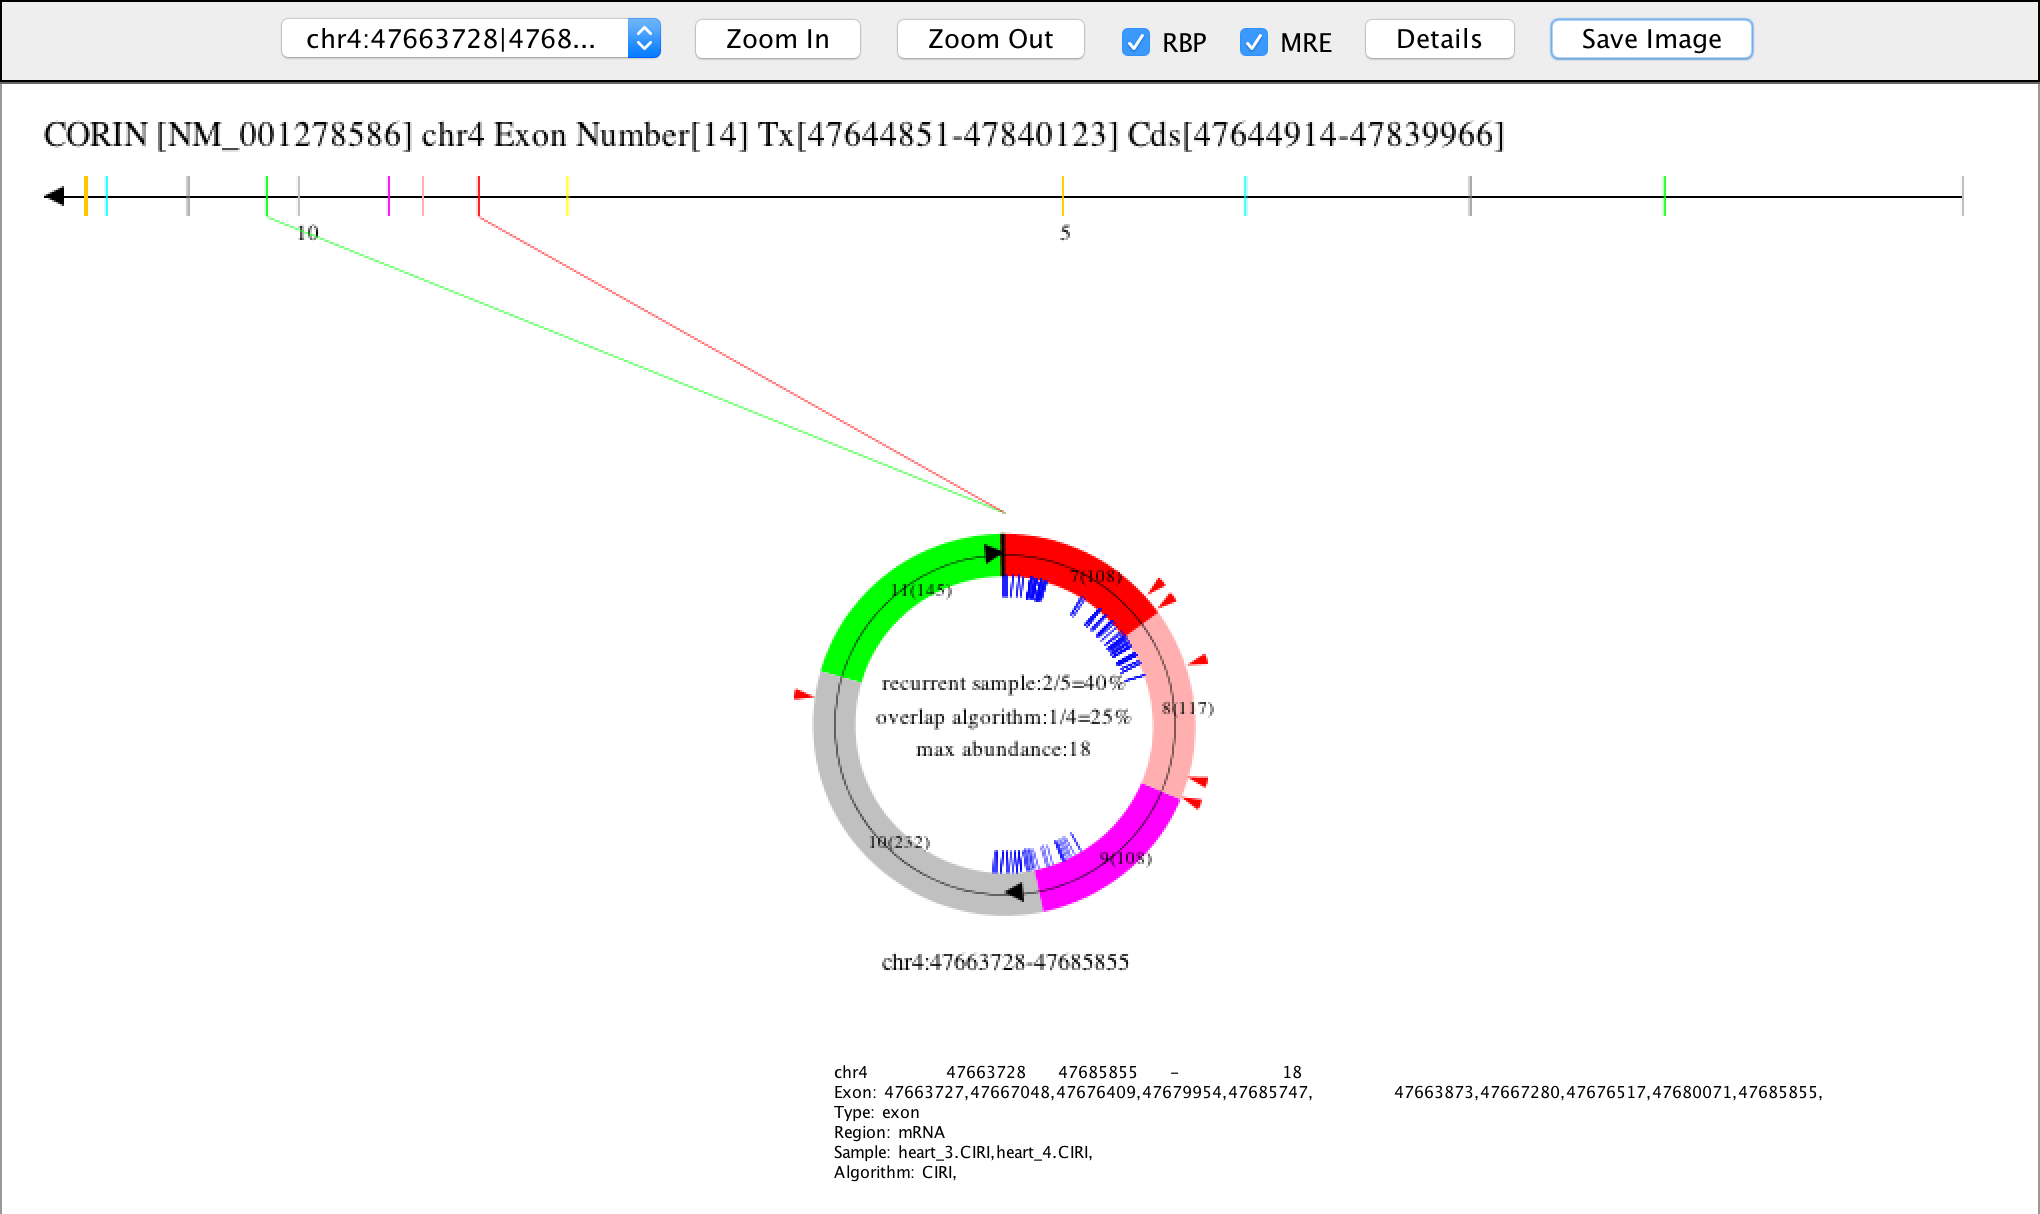 chr4:47663728|4768... Zoom In Zoom Out RBP MRE Details Save Image
CORIN [NM_001278586] chr4 Exon Number[14] Tx[47644851-47840123] Cds[47644914-47839966]
10 5
7(108)
11(145)
recurrent sample:2/5=40%
8(117)
overlap algorithm:1/4=25%
max abundance:18
10(232)
9(108)
chr4:47663728-47685855
chr4 47663728 47685855 - 18
Exon: 47663727,47667048,47676409,47679954,47685747, 47663873,47667280,47676517,47680071,47685855,
Type: exon
Region: mRNA
Sample: heart_3.CIRI,heart_4.CIRI,
Algorithm: CIRI,